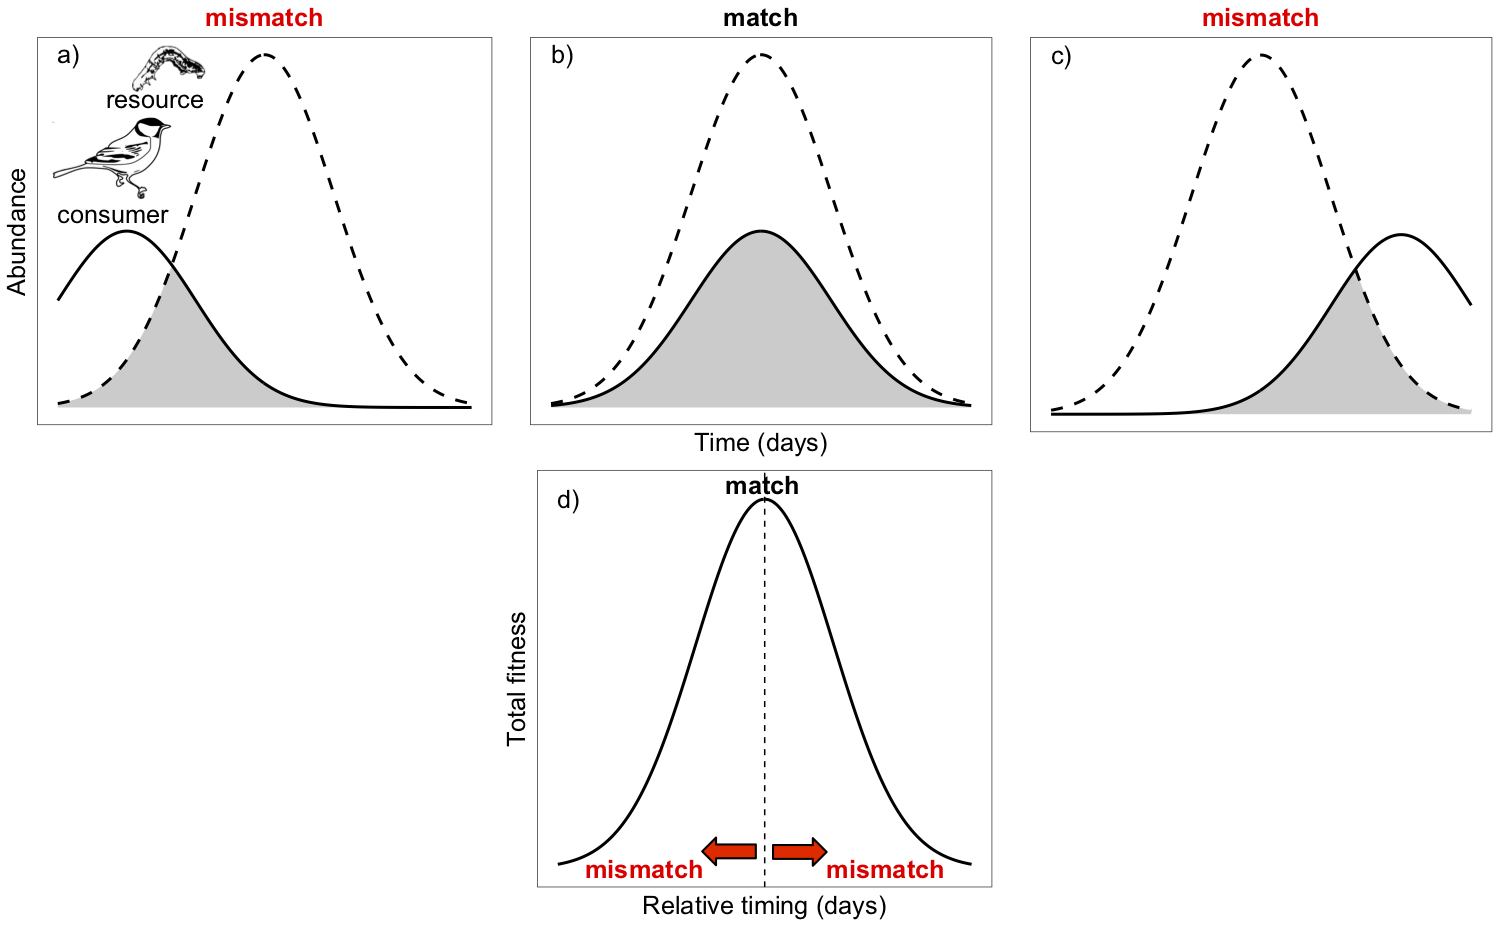 mismatch
match
mismatch
a)
resource
consumer
Abundance
b)
c)
Time (days)
d)
match
Total fitness
mismatch
mismatch
Relative timing (days)